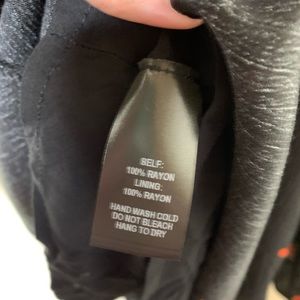 SELF:
100% RAYON
LINING:
100% RAYON
HAND WASH COLD
DO NOT BLEACH
HANG TO DRY